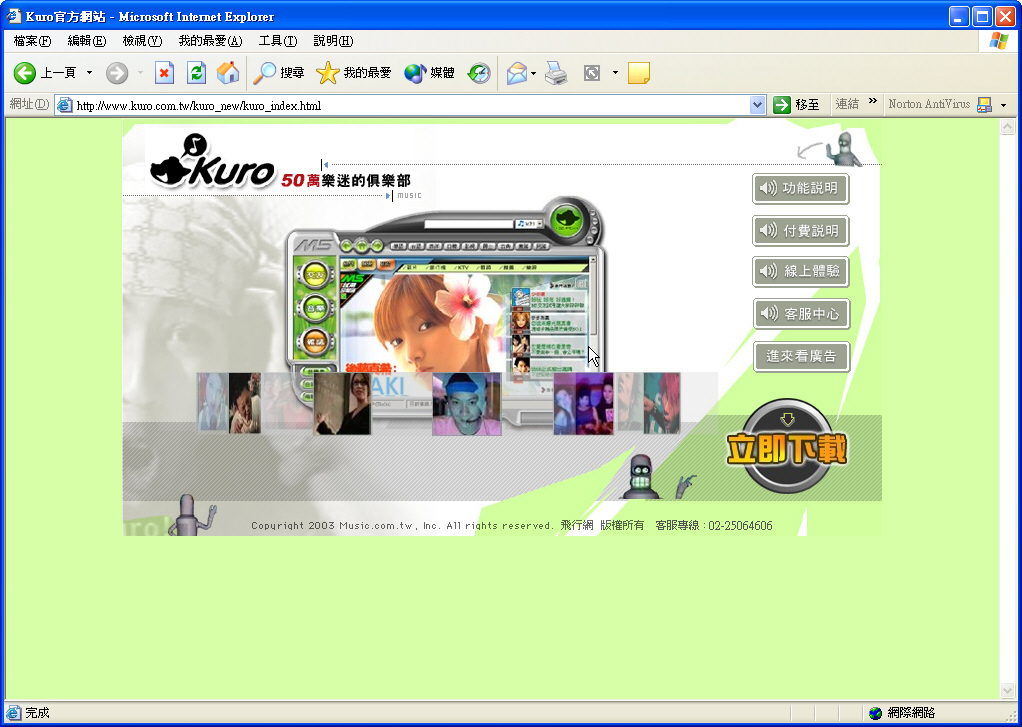 Kuro官方網站 - Microsoft Internet Explorer
檔案(F) 編輯(E) 檢視(V) 我的最愛(A) 工具(T) 說明(H)
上一頁 搜尋 我的最愛 媒體
網址(D) http://www.kuro.com.tw/kuro_new/kuro_index.html 移至 連結 » Norton AntiVirus
Kuro
50萬樂迷的俱樂部
MUSIC
功能說明
付費說明
線上體驗
客服中心
進來看廣告
M5
立即下載
Copyright 2003 Music.com.tw, Inc. All rights reserved. 飛行網 版權所有 客服專線:02-25064606
完成 網際網路